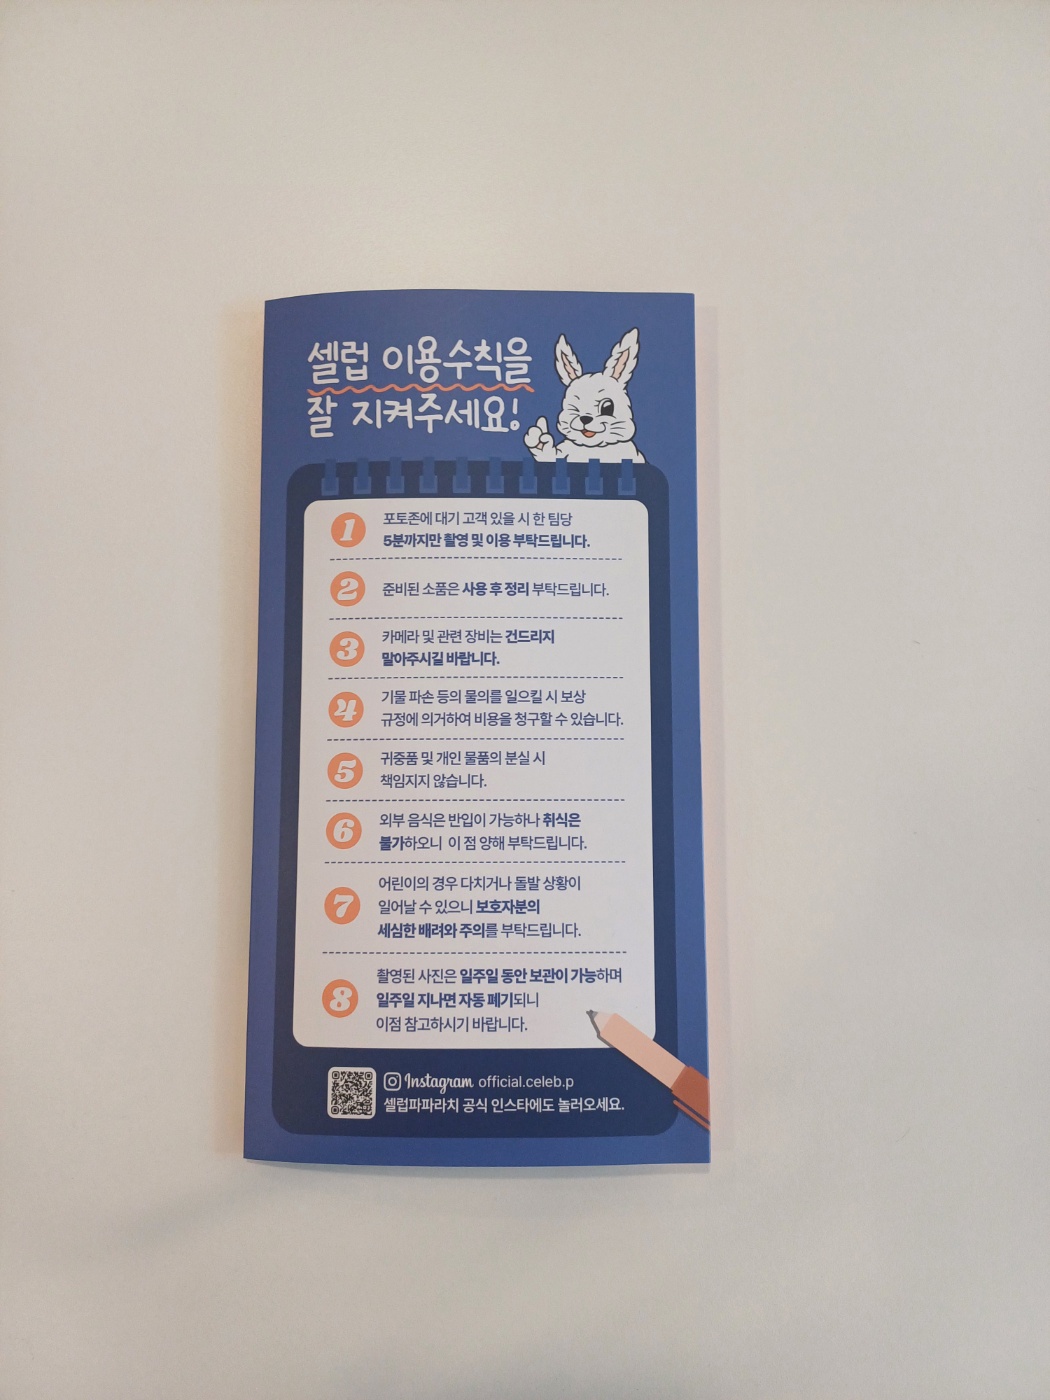 셀럽 이용수칙을
잘 지켜주세요!
1 포토존에 대기 고객 있을 시 한 팀당
5분까지만 촬영 및 이용 부탁드립니다.
2 준비된 소품은 사용 후 정리 부탁드립니다.
3 카메라 및 관련 장비는 건드리지
말아주시길 바랍니다.
4 기물 파손 등의 물의를 일으킬 시 보상
규정에 의거하여 비용을 청구할 수 있습니다.
5 귀중품 및 개인 물품의 분실 시
책임지지 않습니다.
6 외부 음식은 반입이 가능하나 취식은
불가하오니 이 점 양해 부탁드립니다.
7 어린이의 경우 다치거나 돌발 상황이
일어날 수 있으니 보호자분의
세심한 배려와 주의를 부탁드립니다.
8 촬영된 사진은 일주일 동안 보관이 가능하며
일주일 지나면 자동 폐기되니
이점 참고하시기 바랍니다.
Instagram official.celeb.p
셀럽파파라치 공식 인스타에도 놀러오세요.